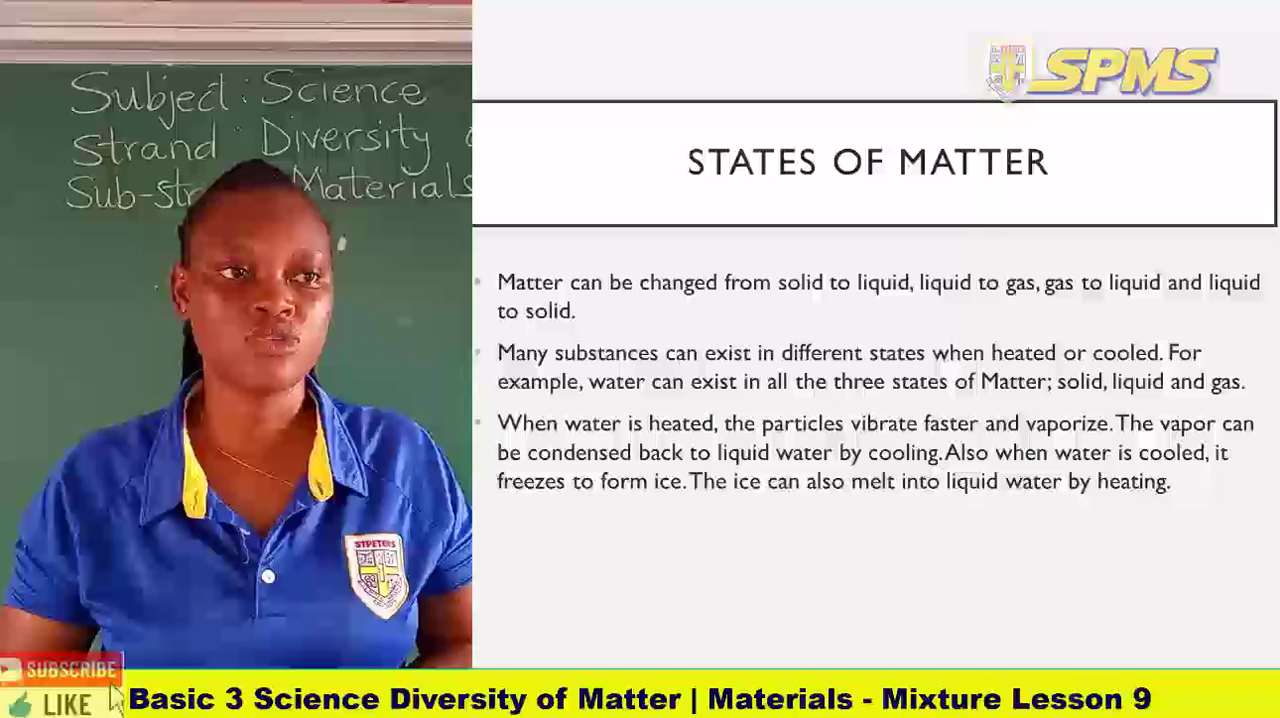 Subject: Science
Strand: Diversity
Materials
SPMS
STATES OF MATTER
Matter can be changed from solid to liquid, liquid to gas, gas to liquid and liquid
to solid.
Many substances can exist in different states when heated or cooled. For
example, water can exist in all the three states of Matter; solid, liquid and gas.
When water is heated, the particles vibrate faster and vaporize. The vapor can
be condensed back to liquid water by cooling. Also when water is cooled, it
freezes to form ice. The ice can also melt into liquid water by heating.
ST PETERS
SUBSCRIBE
LIKE
Basic 3 Science Diversity of Matter | Materials - Mixture Lesson 9